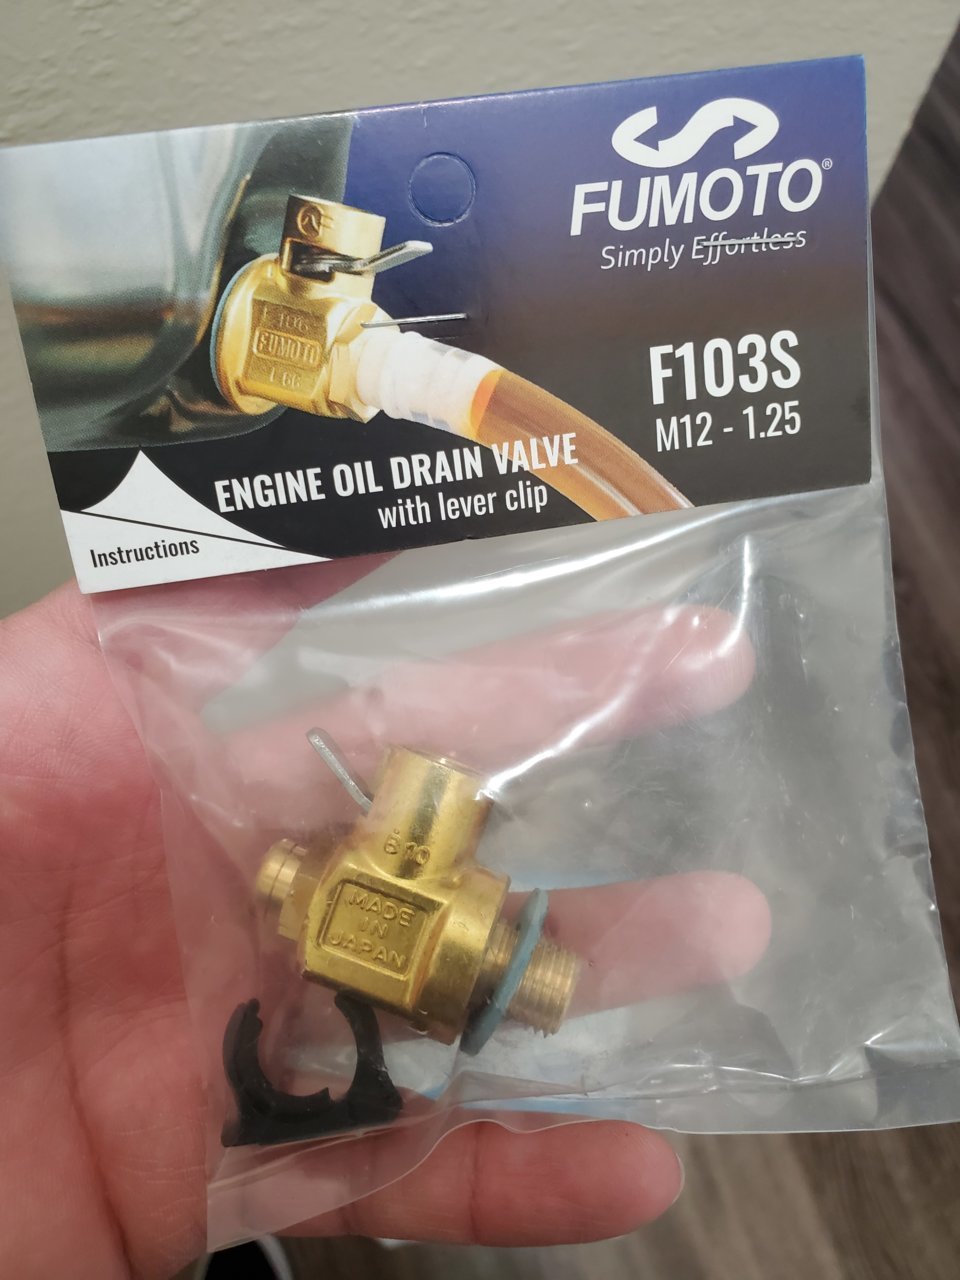 FUMOTO®
Simply Effortless
F103S
M12 - 1.25
FUMOTO
ENGINE OIL DRAIN VALVE
with lever clip
Instructions
B10
MADE
IN
JAPAN